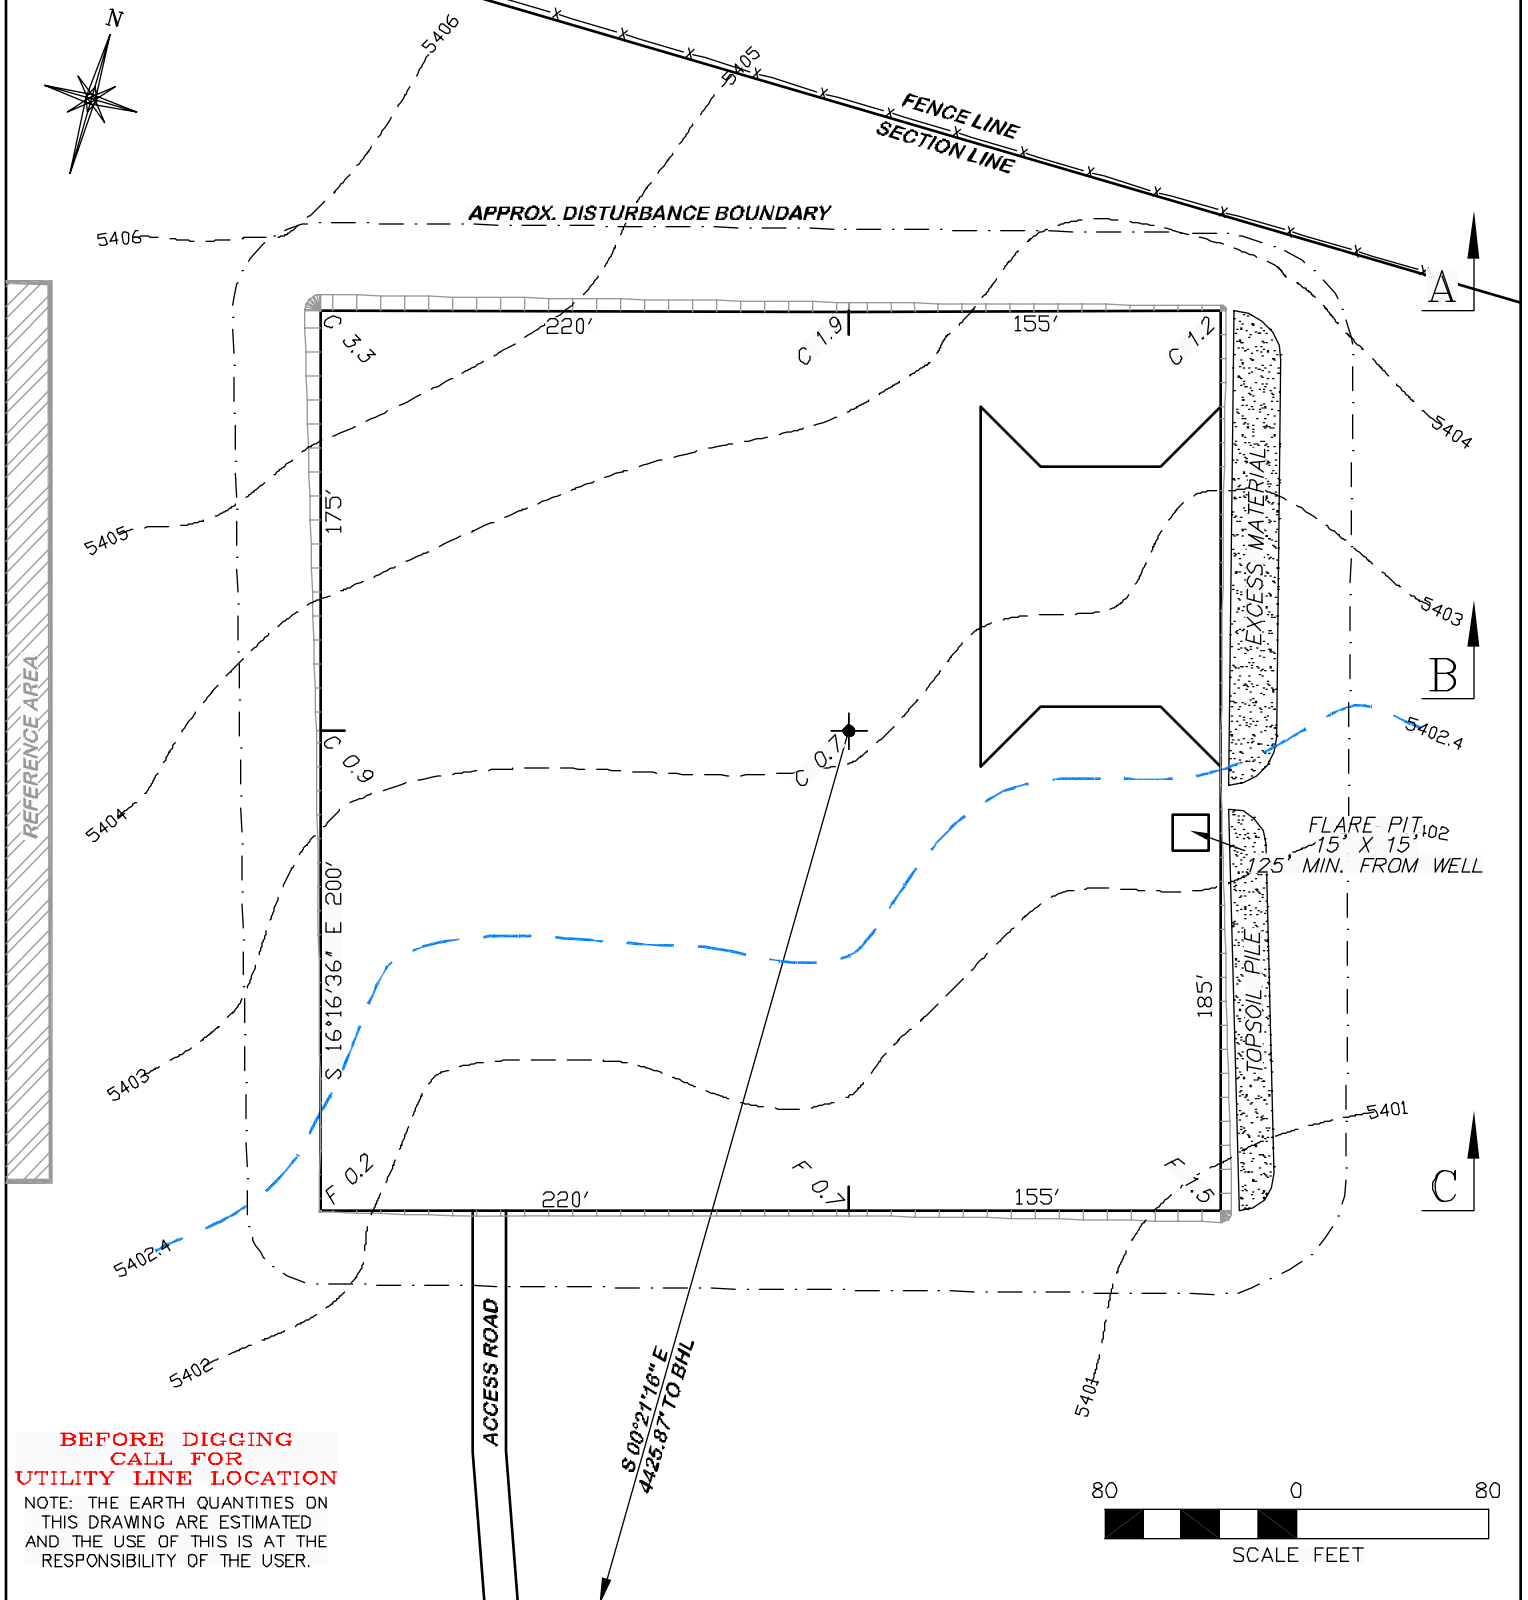 N
5406
5405
FENCE LINE
SECTION LINE
APPROX. DISTURBANCE BOUNDARY
5406
A
C 3.3
220'
C 1.9
155'
C 1.2
5404
175'
5405
EXCESS MATERIAL
5403
REFERENCE AREA
B
5402.4
C 0.9
C 0.7
5404
FLARE PIT
15' X 15'
125' MIN. FROM WELL
S 16°16'36" E 200'
185'
TOPSOIL PILE
5403
5401
F 0.2
F 0.7
F 1.5
C
220'
155'
5402.4
5402
ACCESS ROAD
S 00°21'16" E
4425.87' TO BHL
5401
BEFORE DIGGING
CALL FOR
UTILITY LINE LOCATION
NOTE: THE EARTH QUANTITIES ON
THIS DRAWING ARE ESTIMATED
AND THE USE OF THIS IS AT THE
RESPONSIBILITY OF THE USER.
80 0 80
SCALE FEET